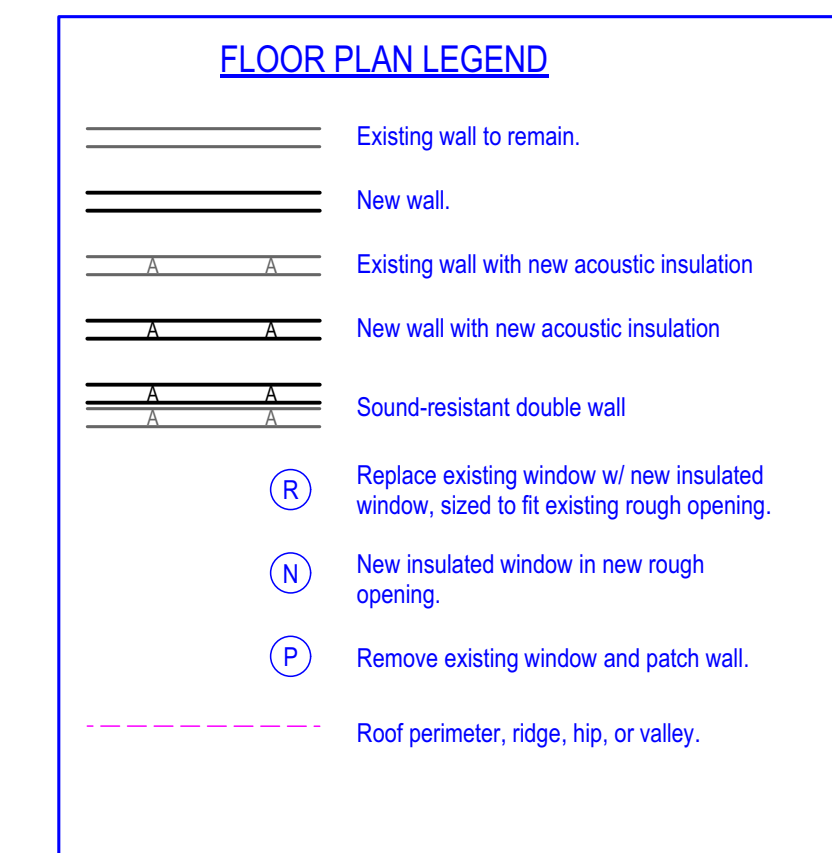 FLOOR PLAN LEGEND
Existing wall to remain.
New wall.
A A Existing wall with new acoustic insulation
A A New wall with new acoustic insulation
A A
A A
Sound-resistant double wall
R
Replace existing window w/ new insulated
window, sized to fit existing rough opening.
N
New insulated window in new rough
opening.
P Remove existing window and patch wall.
Roof perimeter, ridge, hip, or valley.